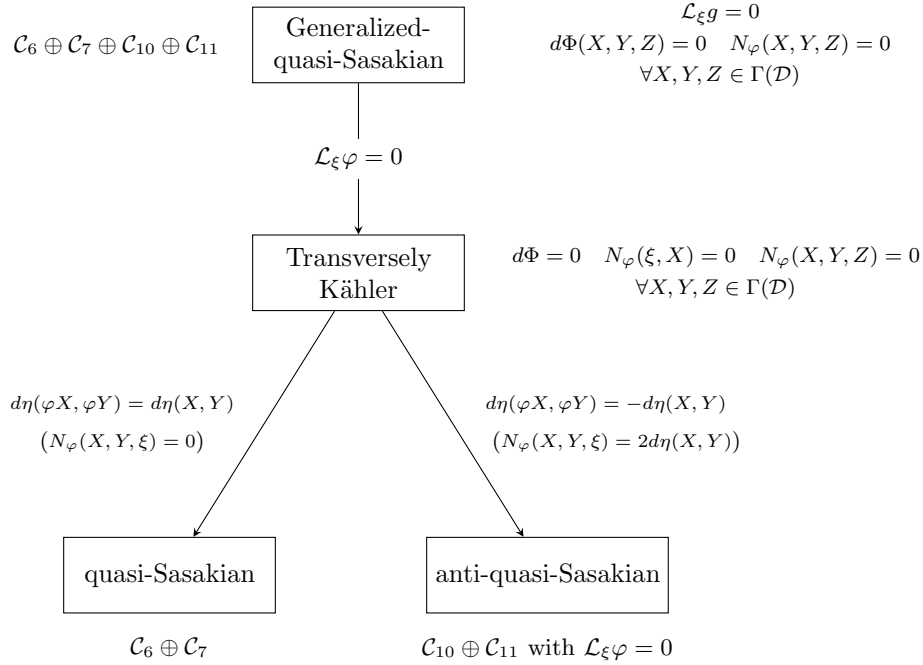 𝒞₆ ⊕ 𝒞₇ ⊕ 𝒞₁₀ ⊕ 𝒞₁₁
Generalized-
quasi-Sasakian
ℒ_ξ g = 0
dΦ(X, Y, Z) = 0 N_φ(X, Y, Z) = 0
∀X, Y, Z ∈ Γ(𝒟)
ℒ_ξ φ = 0
Transversely
Kähler
dΦ = 0 N_φ(ξ, X) = 0 N_φ(X, Y, Z) = 0
∀X, Y, Z ∈ Γ(𝒟)
dη(φX, φY) = dη(X, Y)
(N_φ(X, Y, ξ) = 0)
dη(φX, φY) = −dη(X, Y)
(N_φ(X, Y, ξ) = 2dη(X, Y))
quasi-Sasakian
anti-quasi-Sasakian
𝒞₆ ⊕ 𝒞₇
𝒞₁₀ ⊕ 𝒞₁₁ with ℒ_ξ φ = 0